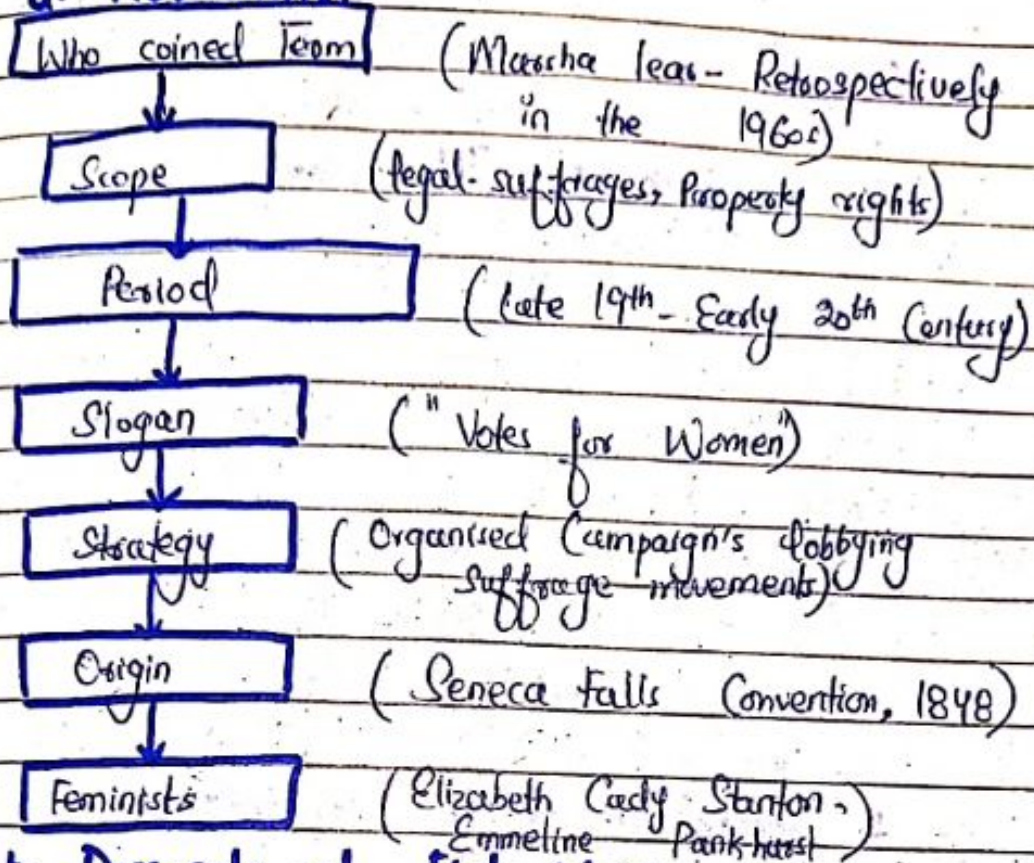 Who coined Term
(Marsha lear - Retrospectively
in the 1960s)
Scope
(legal - suffrages, Property rights)
Period
(late 19th - Early 20th Century)
Slogan
("Votes for Women")
Strategy
(Organised Campaign's lobbying
suffrage movements)
Origin
(Seneca Falls Convention, 1848)
Feminists
(Elizabeth Cady Stanton,
Emmeline Pankhurst)